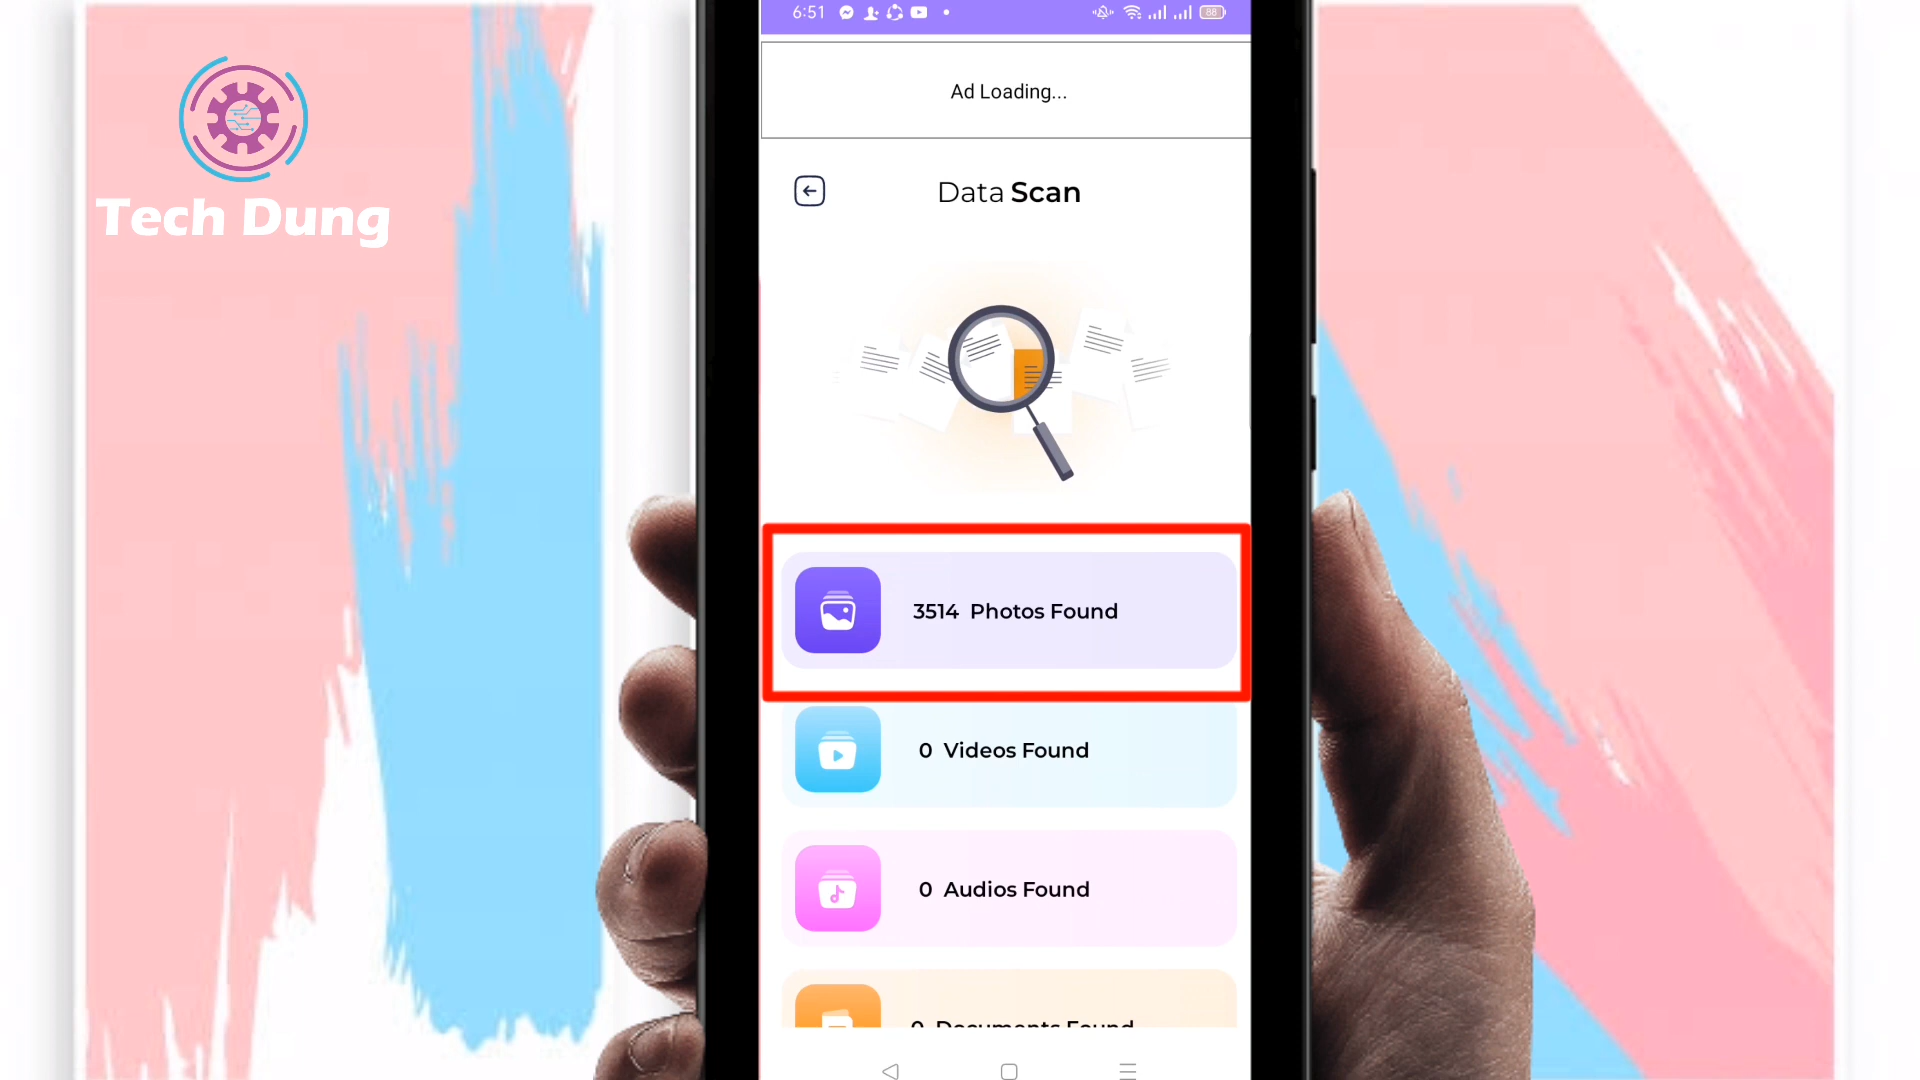 6:51
88
Ad Loading...
Data Scan
Tech Dung
3514 Photos Found
0 Videos Found
0 Audios Found
0 Documents Found